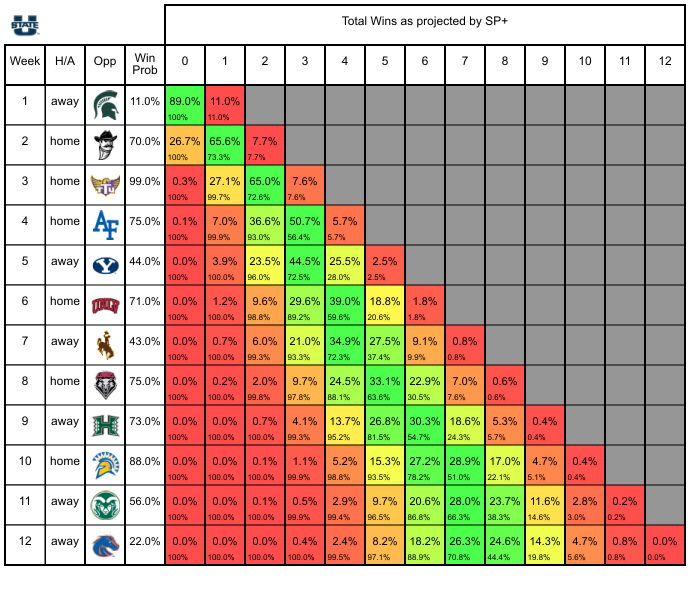 U
STATE
Total Wins as projected by SP+
Week H/A Opp Win Prob 0 1 2 3 4 5 6 7 8 9 10 11 12
1 away 11.0% 89.0% 11.0%
100% 11.0%
2 home 70.0% 26.7% 65.6% 7.7%
100% 73.3% 7.7%
3 home 99.0% 0.3% 27.1% 65.0% 7.6%
100% 99.7% 72.6% 7.6%
4 home AF 75.0% 0.1% 7.0% 36.6% 50.7% 5.7%
100% 99.9% 93.0% 56.4% 5.7%
5 away Y 44.0% 0.0% 3.9% 23.5% 44.5% 25.5% 2.5%
100% 100.0% 96.0% 72.5% 28.0% 2.5%
6 home UNLV 71.0% 0.0% 1.2% 9.6% 29.6% 39.0% 18.8% 1.8%
100% 100.0% 98.8% 89.2% 59.6% 20.6% 1.8%
7 away 43.0% 0.0% 0.7% 6.0% 21.0% 34.9% 27.5% 9.1% 0.8%
100% 100.0% 99.3% 93.3% 72.3% 37.4% 9.9% 0.8%
8 home 75.0% 0.0% 0.2% 2.0% 9.7% 24.5% 33.1% 22.9% 7.0% 0.6%
100% 100.0% 99.8% 97.8% 88.1% 63.6% 30.5% 7.6% 0.6%
9 away H 73.0% 0.0% 0.0% 0.7% 4.1% 13.7% 26.8% 30.3% 18.6% 5.3% 0.4%
100% 100.0% 100.0% 99.3% 95.2% 81.5% 54.7% 24.3% 5.7% 0.4%
10 home 88.0% 0.0% 0.0% 0.1% 1.1% 5.2% 15.3% 27.2% 28.9% 17.0% 4.7% 0.4%
100% 100.0% 100.0% 99.9% 98.8% 93.5% 78.2% 51.0% 22.1% 5.1% 0.4%
11 away 56.0% 0.0% 0.0% 0.1% 0.5% 2.9% 9.7% 20.6% 28.0% 23.7% 11.6% 2.8% 0.2%
100% 100.0% 100.0% 99.9% 99.4% 96.5% 86.8% 66.3% 38.3% 14.6% 3.0% 0.2%
12 away 22.0% 0.0% 0.0% 0.0% 0.4% 2.4% 8.2% 18.2% 26.3% 24.6% 14.3% 4.7% 0.8% 0.0%
100% 100.0% 100.0% 100.0% 99.5% 97.1% 88.9% 70.8% 44.4% 19.8% 5.6% 0.8% 0.0%